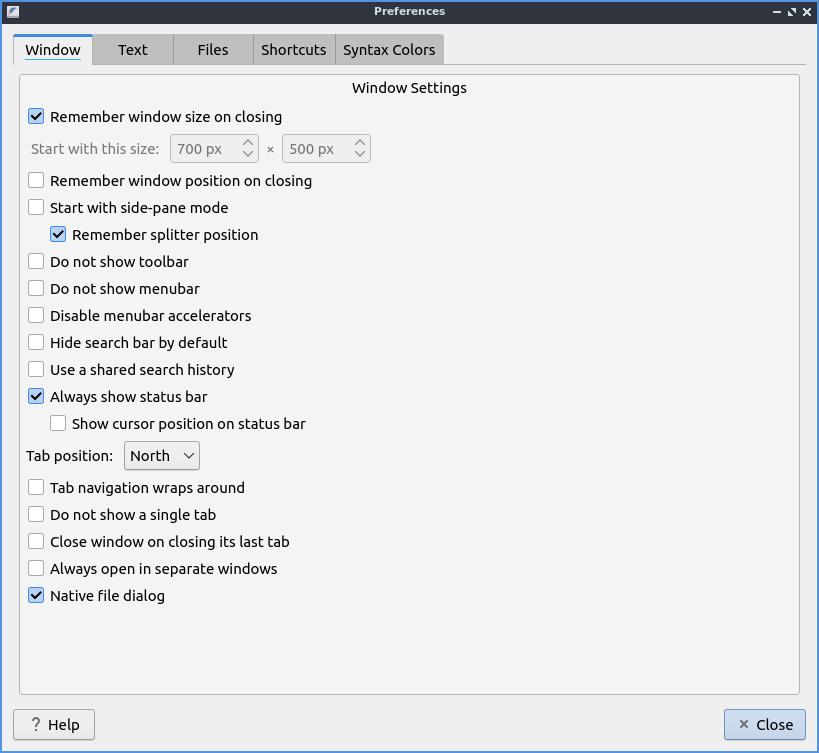 Preferences
Window Text Files Shortcuts Syntax Colors
Window Settings
Remember window size on closing
Start with this size: 700 px × 500 px
Remember window position on closing
Start with side-pane mode
Remember splitter position
Do not show toolbar
Do not show menubar
Disable menubar accelerators
Hide search bar by default
Use a shared search history
Always show status bar
Show cursor position on status bar
Tab position: North
Tab navigation wraps around
Do not show a single tab
Close window on closing its last tab
Always open in separate windows
Native file dialog
? Help Close